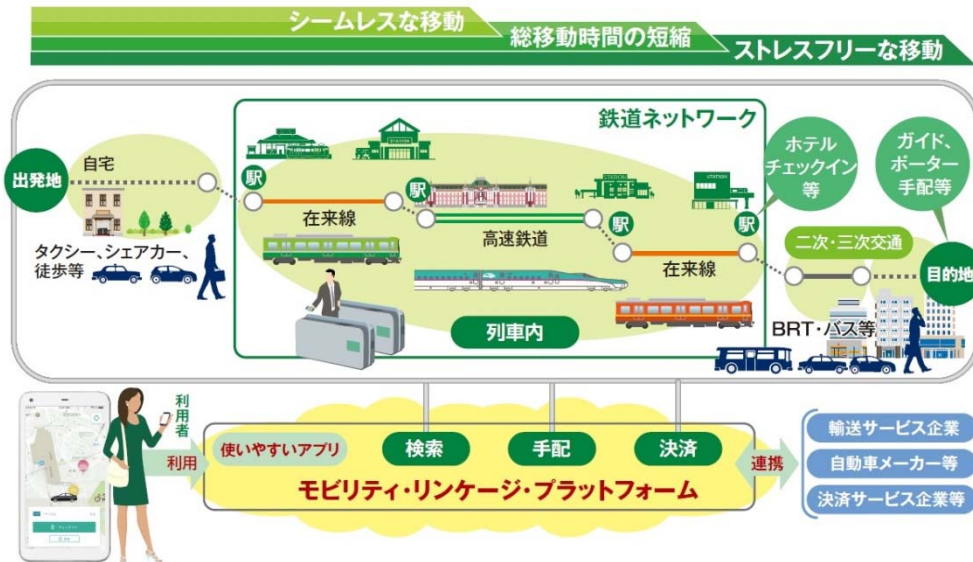 シームレスな移動
総移動時間の短縮
ストレスフリーな移動
鉄道ネットワーク
ホテル
チェックイン
等
ガイド、
ポーター
手配等
出発地
自宅
タクシー、シェアカー、
徒歩等
駅
在来線
駅
高速鉄道
駅
在来線
駅
二次・三次交通
目的地
BRT・バス等
列車内
利用者
利用
使いやすいアプリ
検索
手配
決済
モビリティ・リンケージ・プラットフォーム
連携
輸送サービス企業
自動車メーカー等
決済サービス企業等